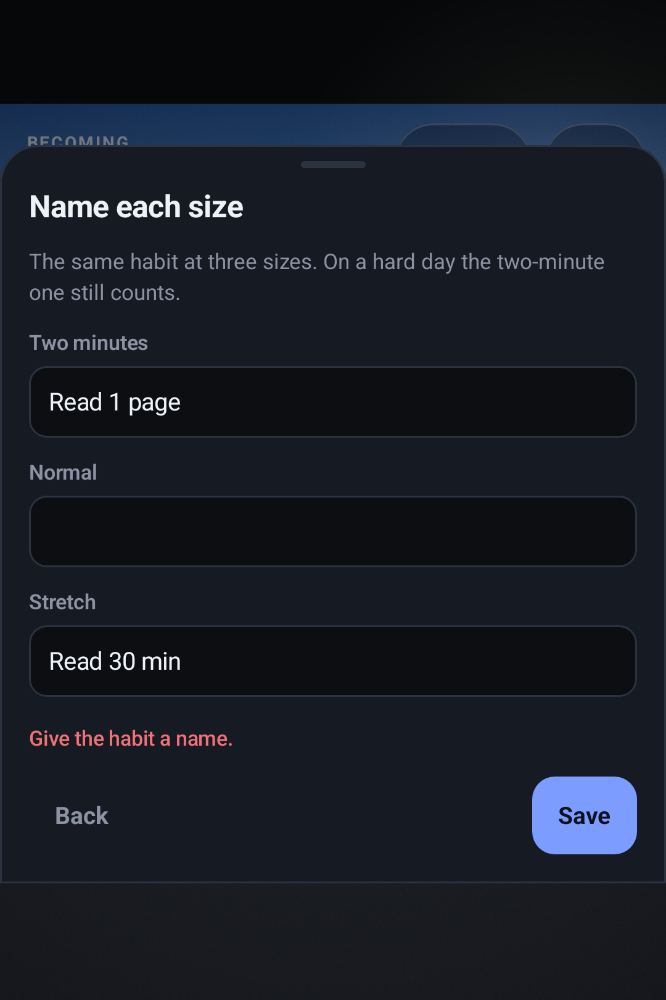 BECOMING
Name each size
The same habit at three sizes. On a hard day the two-minute
one still counts.
Two minutes
Read 1 page
Normal
Stretch
Read 30 min
Give the habit a name.
Back
Save